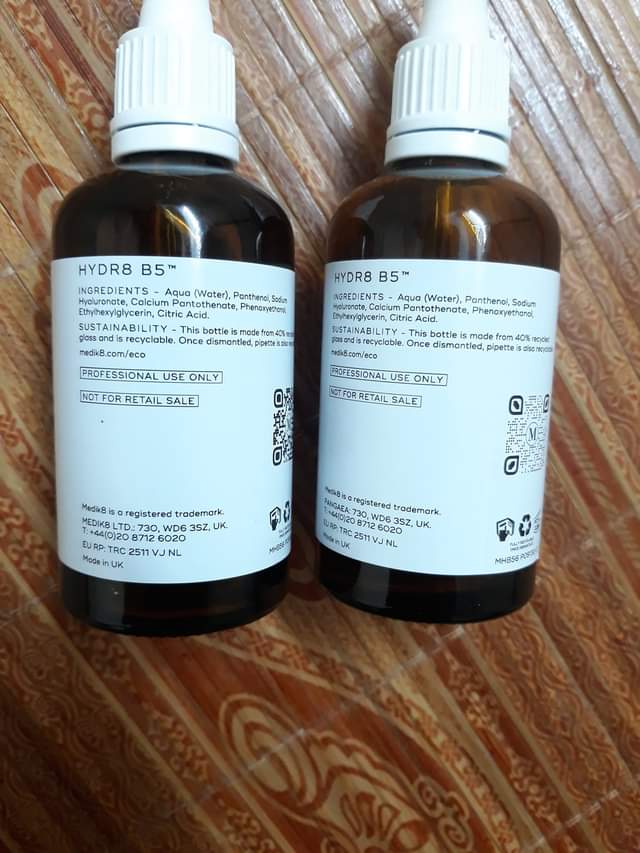 HYDR8 B5™
INGREDIENTS - Aqua (Water), Panthenol, Sodium
Hyaluronate, Calcium Pantothenate, Phenoxyethanol,
Ethylhexylglycerin, Citric Acid.
SUSTAINABILITY - This bottle is made from 40% recycled
glass and is recyclable. Once dismantled, pipette is also
medik8.com/eco
PROFESSIONAL USE ONLY
NOT FOR RETAIL SALE
Medik8 is a registered trademark.
MEDIK8 LTD.: 730, WD6 3SZ, UK.
T: +44(0)20 8712 6020
EU RP: TRC 2511 VJ NL
Made in UK
HYDR8 B5™
INGREDIENTS - Aqua (Water), Panthenol, Sodium
Hyaluronate, Calcium Pantothenate, Phenoxyethanol,
Ethylhexylglycerin, Citric Acid.
SUSTAINABILITY - This bottle is made from 40% recycled
glass and is recyclable. Once dismantled, pipette is also
medik8.com/eco
PROFESSIONAL USE ONLY
NOT FOR RETAIL SALE
M
Medik8 is a registered trademark.
PANGAEA: 730, WD6 3SZ, UK.
T: +44(0)20 8712 6020
EU RP: TRC 2511 VJ NL
Made in UK